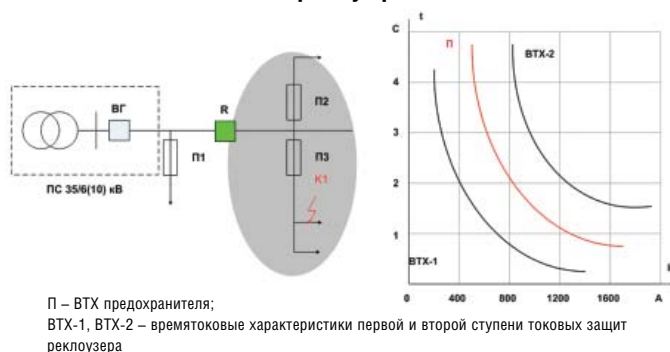 ВГ
R
П1
П2
П3
К1
ПС 35/6(10) кВ
С t
П
ВТХ-2
4
3
2
1
ВТХ-1
0 400 800 1200 1600 А
П – ВТХ предохранителя;
ВТХ-1, ВТХ-2 – времятоковые характеристики первой и второй ступени токовых защит
реклоузера